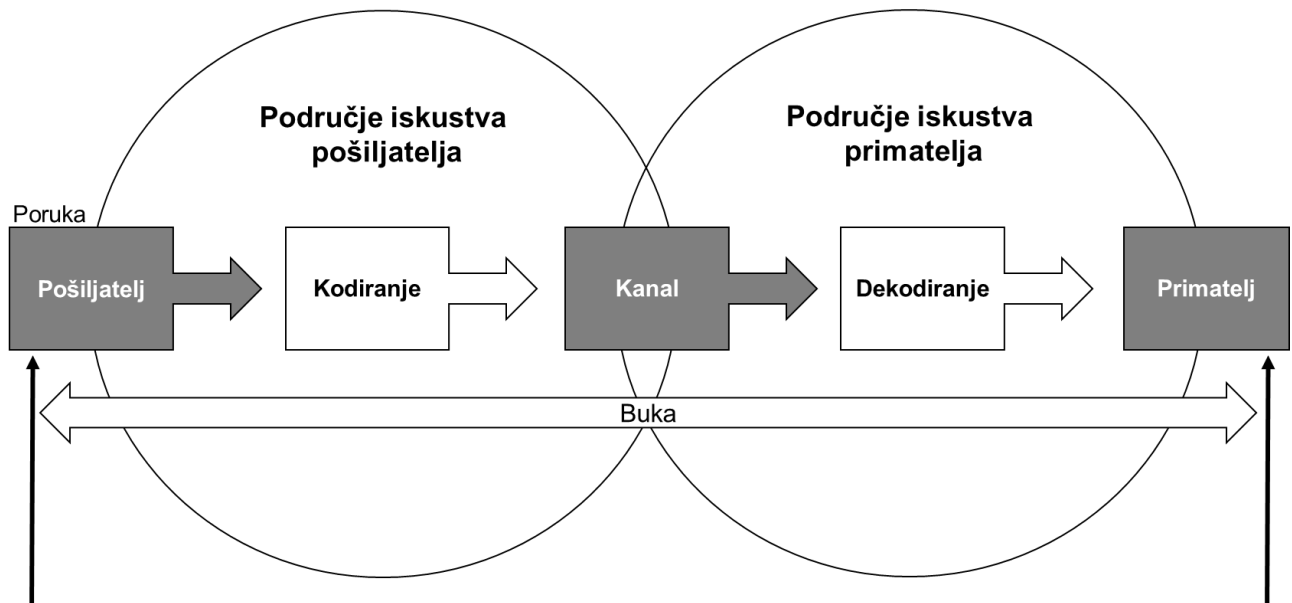 Područje iskustva
pošiljatelja
Područje iskustva
primatelja
Poruka
Pošiljatelj
Kodiranje
Kanal
Dekodiranje
Primatelj
Buka